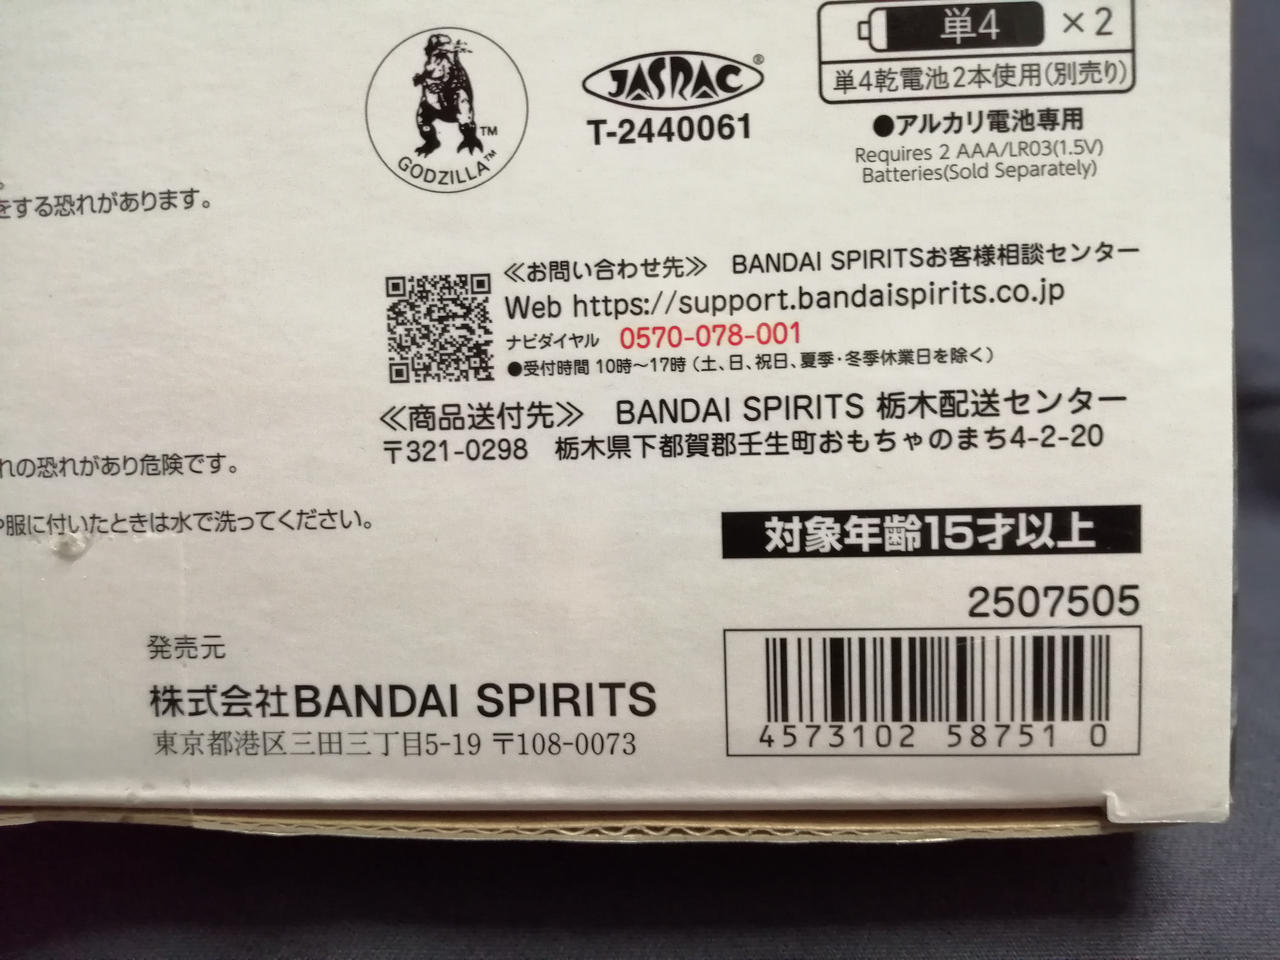 単4 ×2
単4乾電池2本使用(別売り)
●アルカリ電池専用
Requires 2 AAA/LR03(1.5V)
Batteries(Sold Separately)
TM
GODZILLA™
JASRAC®
T-2440061
をする恐れがあります。
≪お問い合わせ先≫ BANDAI SPIRITSお客様相談センター
Web https://support.bandaispirits.co.jp
ナビダイヤル 0570-078-001
●受付時間 10時〜17時（土、日、祝日、夏季・冬季休業日を除く）
≪商品送付先≫ BANDAI SPIRITS 栃木配送センター
〒321-0298 栃木県下都賀郡壬生町おもちゃのまち4-2-20
れの恐れがあり危険です。
服に付いたときは水で洗ってください。
対象年齢15才以上
2507505
発売元
株式会社BANDAI SPIRITS
東京都港区三田三丁目5-19 〒108-0073
4573102 58751 0